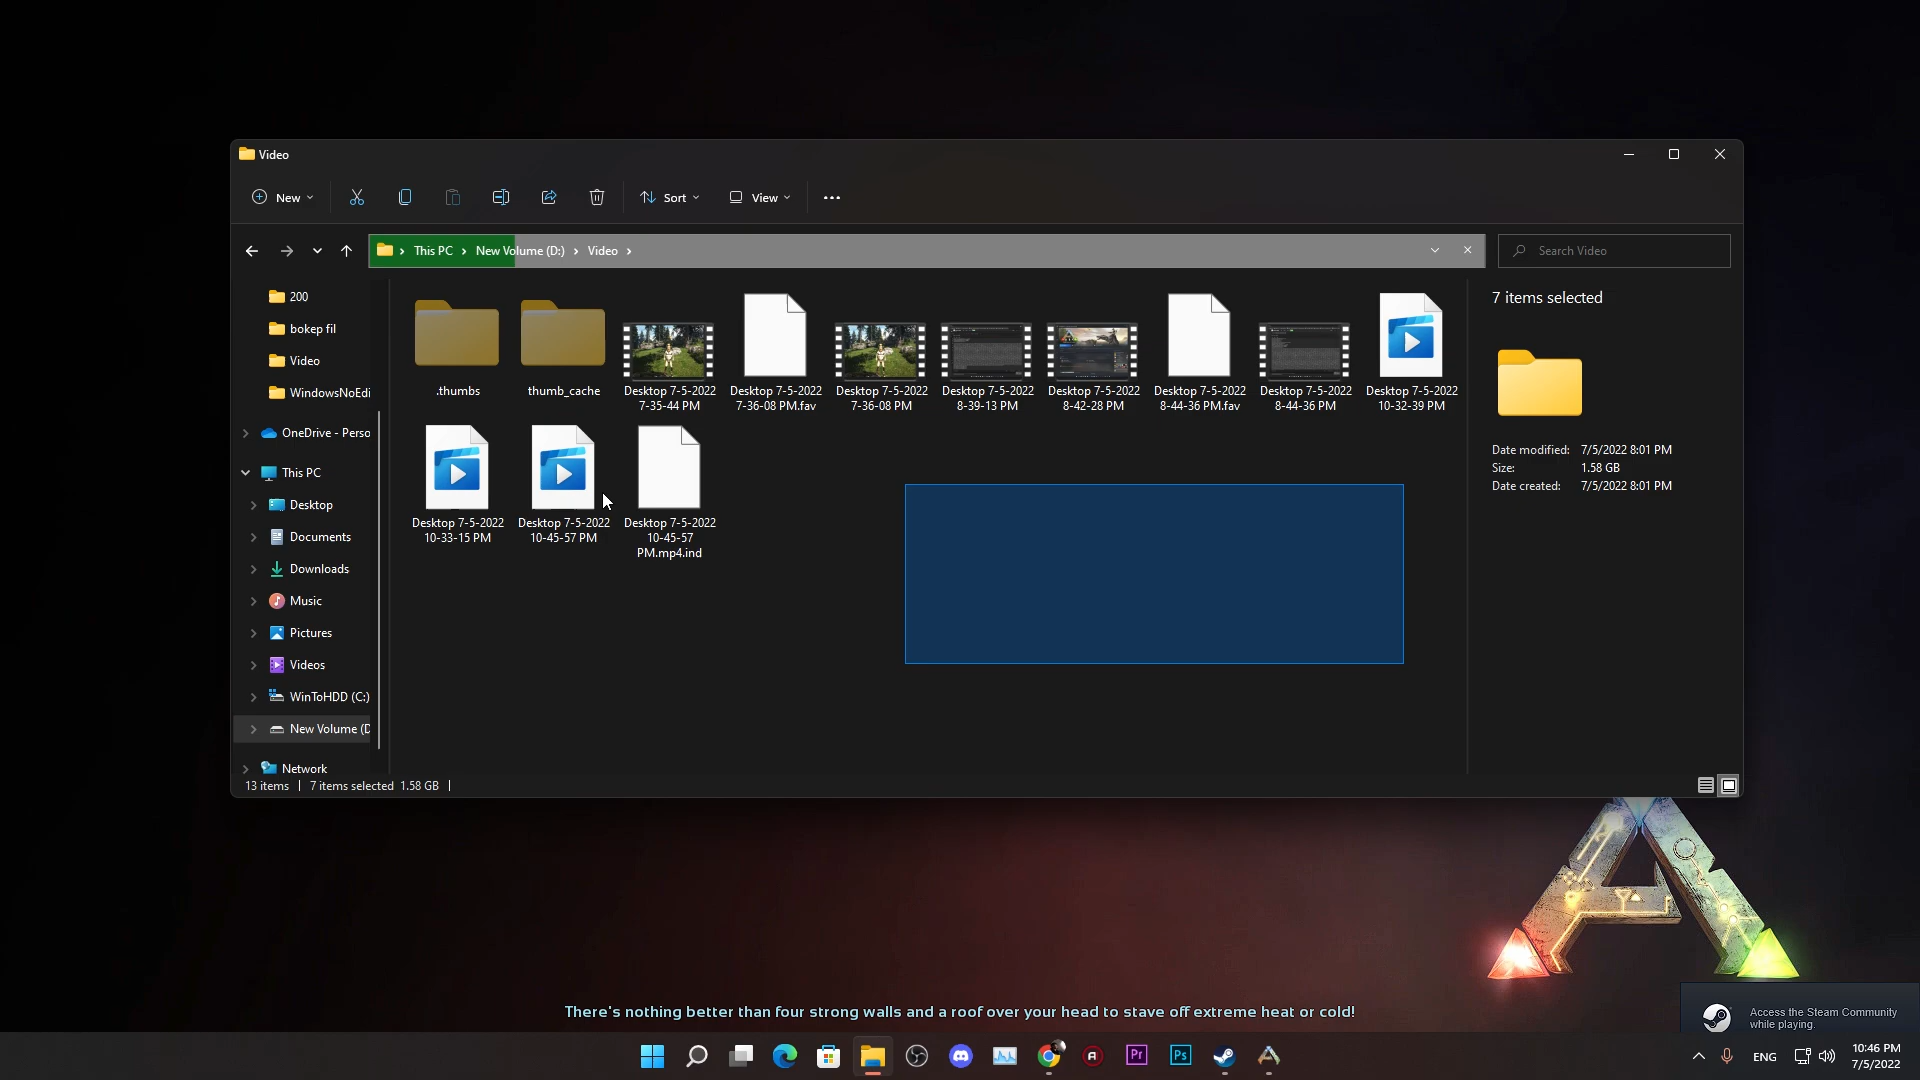 Video
New
Sort
View
This PC
New Volume (D:)
Video
Search Video
200
bokep fil
Video
WindowsNoEdi
OneDrive - Perso
This PC
Desktop
Documents
Downloads
Music
Pictures
Videos
WinToHDD (C:)
New Volume (D
Network
.thumbs
thumb_cache
Desktop 7-5-2022
7-35-44 PM
Desktop 7-5-2022
7-36-08 PM.fav
Desktop 7-5-2022
7-36-08 PM
Desktop 7-5-2022
8-39-13 PM
Desktop 7-5-2022
8-42-28 PM
Desktop 7-5-2022
8-44-36 PM.fav
Desktop 7-5-2022
8-44-36 PM
Desktop 7-5-2022
10-32-39 PM
Desktop 7-5-2022
10-33-15 PM
Desktop 7-5-2022
10-45-57 PM
Desktop 7-5-2022
10-45-57
PM.mp4.ind
7 items selected
Date modified: 7/5/2022 8:01 PM
Size: 1.58 GB
Date created: 7/5/2022 8:01 PM
13 items
7 items selected 1.58 GB
There's nothing better than four strong walls and a roof over your head to stave off extreme heat or cold!
Access the Steam Community
while playing.
Pr
Ps
ENG
10:46 PM
7/5/2022